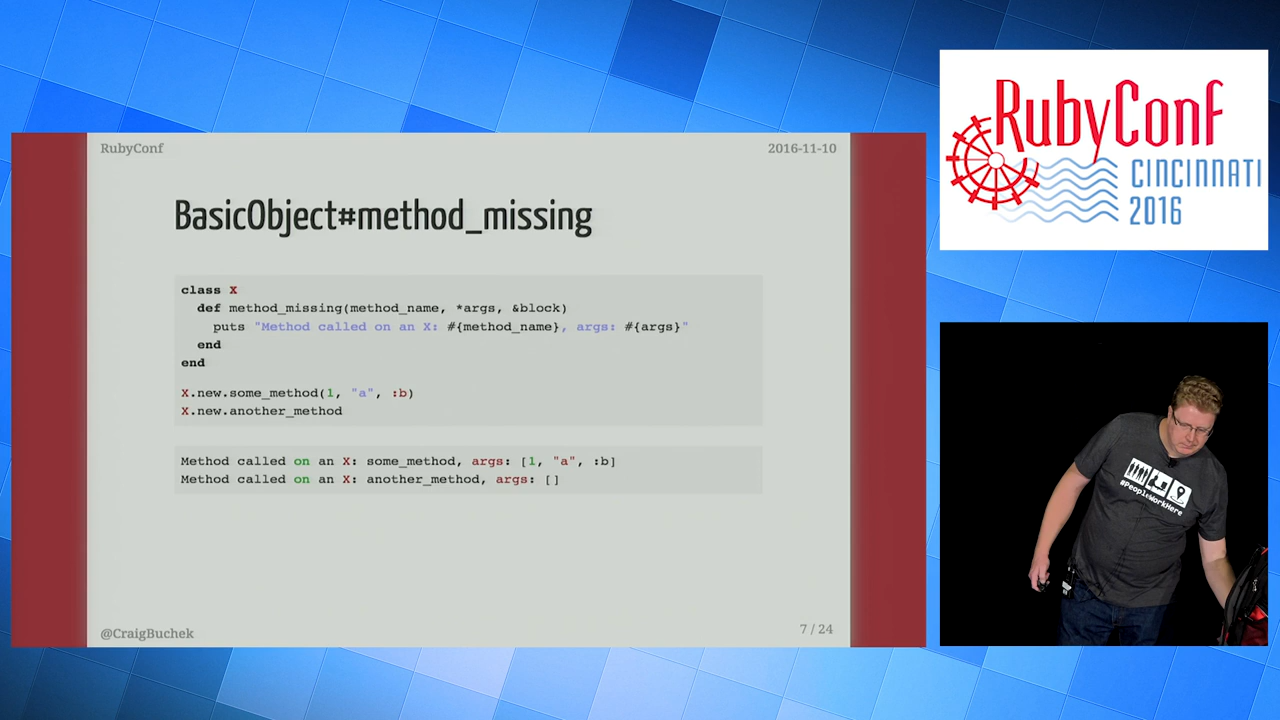 RubyConf
2016-11-10
BasicObject#method_missing
class X
def method_missing(method_name, *args, &block)
puts "Method called on an X: #{method_name}, args: #{args}"
end
end
X.new.some_method(1, "a", :b)
X.new.another_method
Method called on an X: some_method, args: [1, "a", :b]
Method called on an X: another_method, args: []
@CraigBuchek
7 / 24
RubyConf
CINCINNATI
2016
#PeopleWorkHere